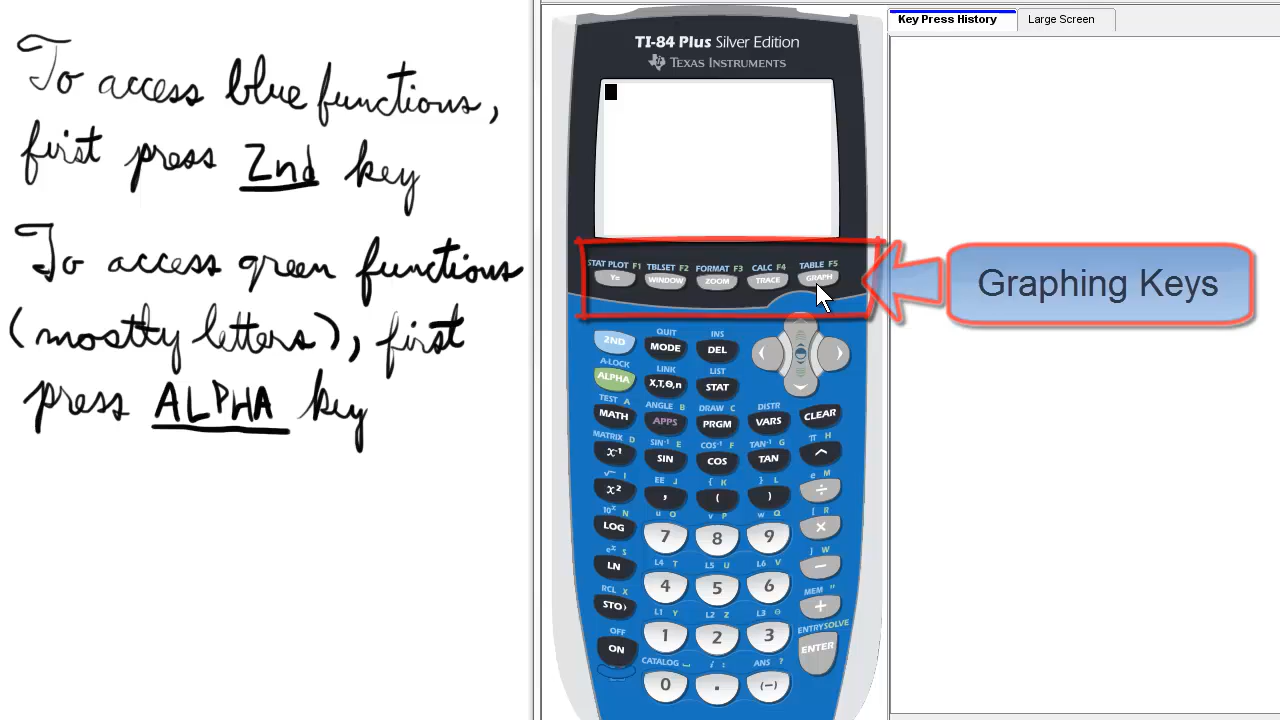 To access blue functions,
first press 2nd key
To access green functions
(mostly letters), first
press ALPHA key
TI-84 Plus Silver Edition
TEXAS INSTRUMENTS
STAT PLOT F1 TBLSET F2 FORMAT F3 CALC F4 TABLE F5
Y= WINDOW ZOOM TRACE GRAPH
Graphing Keys
QUIT INS
2ND MODE DEL
A-LOCK LINK LIST
ALPHA X,T,Θ,n STAT
TEST A ANGLE B DRAW C DISTR
MATH APPS PRGM VARS CLEAR
MATRIX D SIN⁻¹ E COS⁻¹ F TAN⁻¹ G π H
X⁻¹ SIN COS TAN ^
√ I EE J { K } L e M
X² , ( ) ÷
10ˣ N u O v P w Q [ R
LOG 7 8 9 ×
eˣ S L4 T L5 U L6 V ] W
LN 4 5 6 −
RCL X L1 Y L2 Z L3 Θ MEM "
STO› 1 2 3 +
OFF CATALOG ⎵ i : ANS ? ENTRY SOLVE
ON 0 . (−) ENTER
Key Press History Large Screen